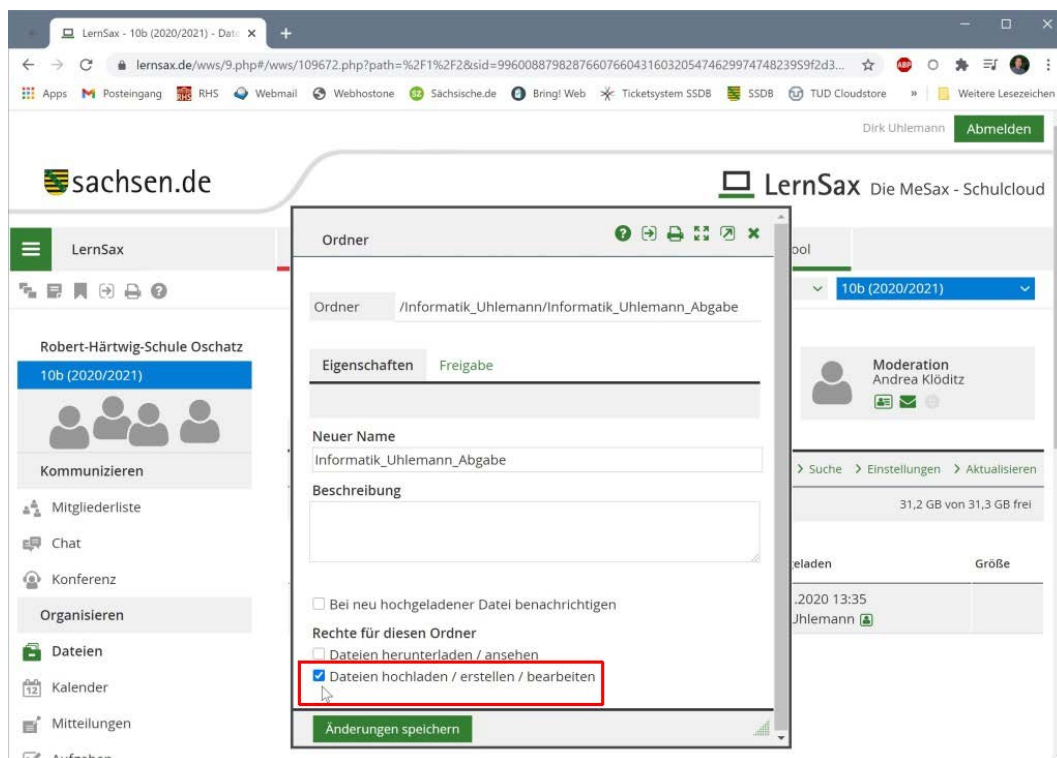 LernSax - 10b (2020/2021) - Date
lernsax.de/wws/9.php#/wws/109672.php?path=%2F1%2F2&sid=
Apps Posteingang RHS Webmail Webhostone Sächsische.de Bring! Web Ticketsystem SSDB SSDB TUD Cloudstore » Weitere Lesezeichen
Dirk Uhlemann Abmelden
sachsen.de
LernSax Die MeSax - Schulcloud
LernSax
ool
10b (2020/2021)
Robert-Härtwig-Schule Oschatz
10b (2020/2021)
Moderation
Andrea Klöditz
Kommunizieren
Mitgliederliste
Chat
Konferenz
Organisieren
Dateien
12
Kalender
Mitteilungen
Ordner
Ordner /Informatik_Uhlemann/Informatik_Uhlemann_Abgabe
Eigenschaften Freigabe
Neuer Name
Informatik_Uhlemann_Abgabe
Beschreibung
Bei neu hochgeladener Datei benachrichtigen
Rechte für diesen Ordner
Dateien herunterladen / ansehen
Dateien hochladen / erstellen / bearbeiten
Änderungen speichern
> Suche > Einstellungen > Aktualisieren
31,2 GB von 31,3 GB frei
eladen Größe
.2020 13:35
Uhlemann